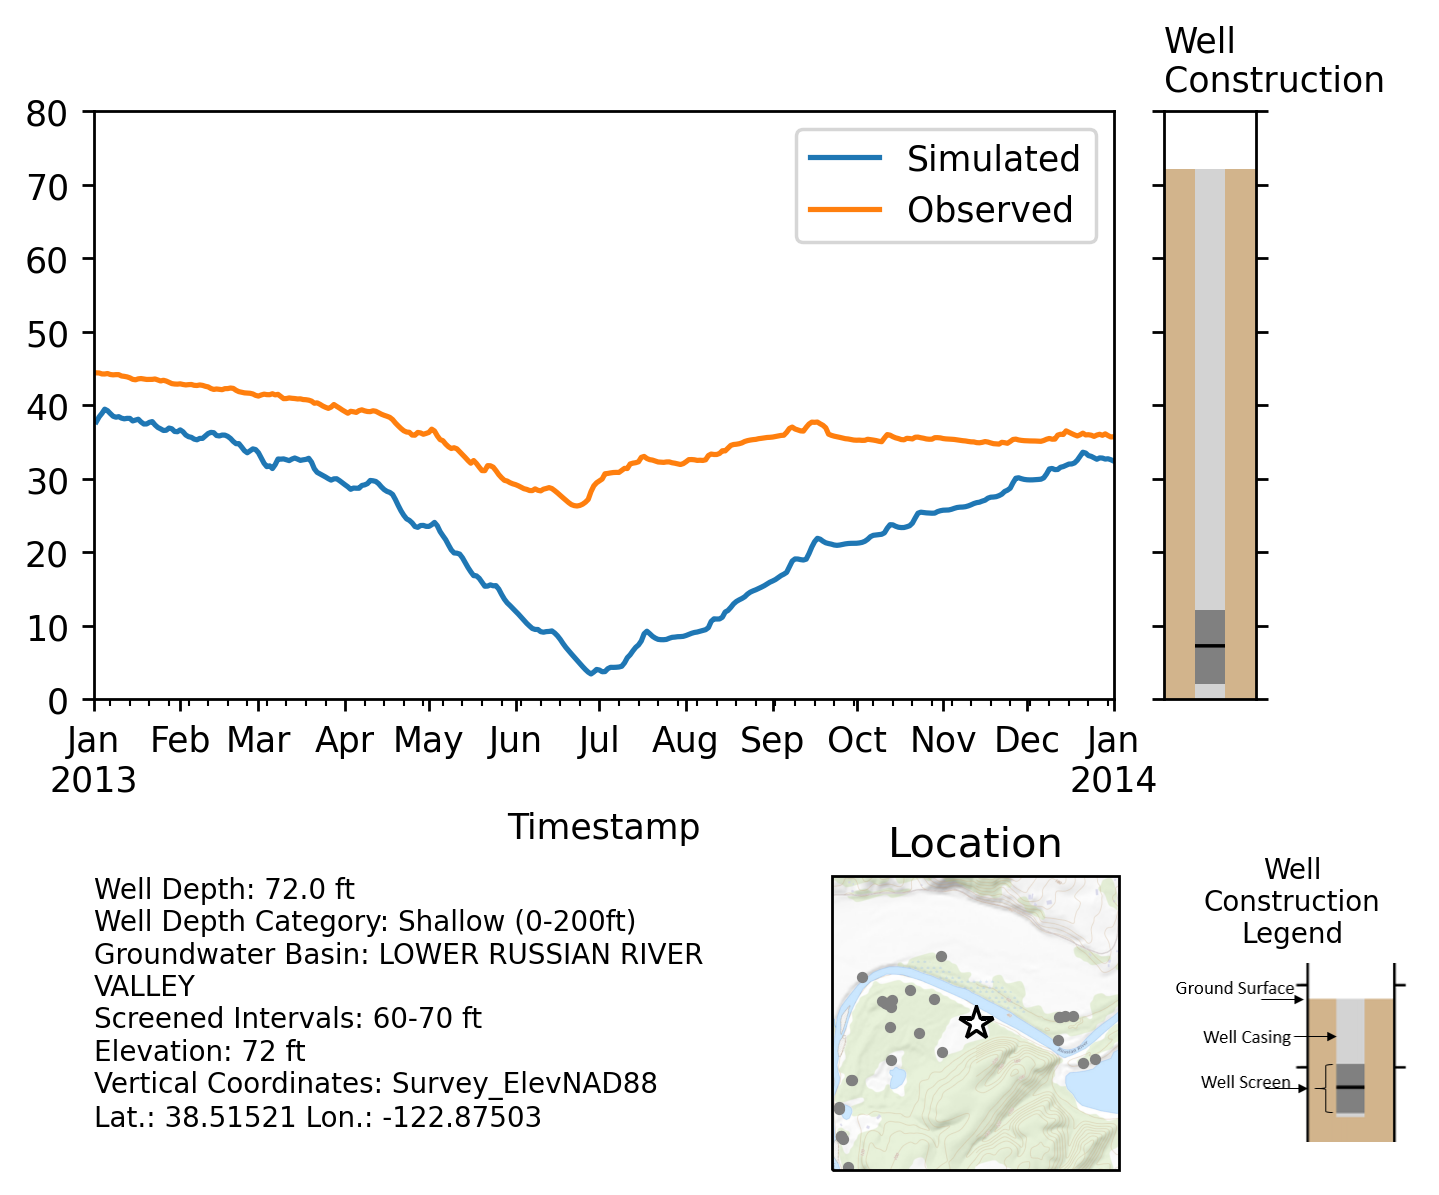 Well
Construction
80
70
60
50
40
30
20
10
0
Simulated
Observed
Jan Feb Mar Apr May Jun Jul Aug Sep Oct Nov Dec Jan
2013 2014
Timestamp
Well Depth: 72.0 ft
Well Depth Category: Shallow (0-200ft)
Groundwater Basin: LOWER RUSSIAN RIVER
VALLEY
Screened Intervals: 60-70 ft
Elevation: 72 ft
Vertical Coordinates: Survey_ElevNAD88
Lat.: 38.51521 Lon.: -122.87503
Location
Russian River
Well
Construction
Legend
Ground Surface
Well Casing
Well Screen